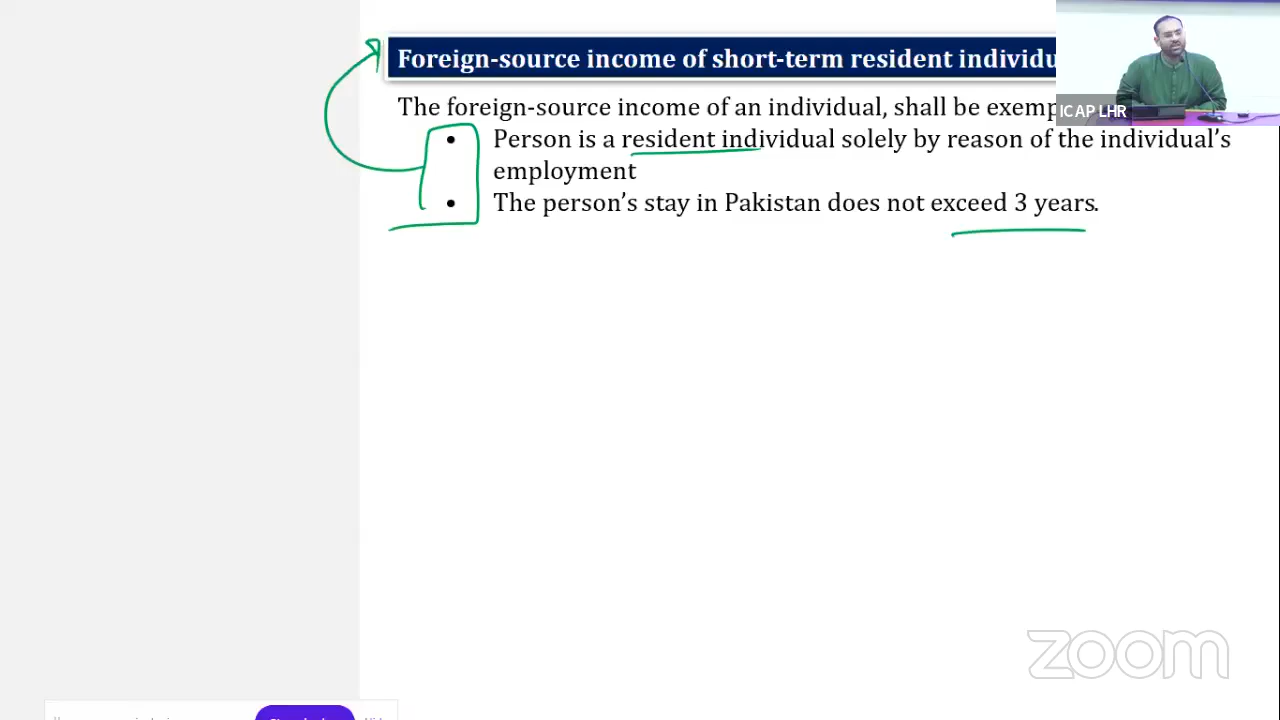 Foreign-source income of short-term resident
The foreign-source income of an individual, shall be
ICAP LHR
• Person is a resident individual solely by reason of the individual’s
employment
• The person’s stay in Pakistan does not exceed 3 years.
zoom